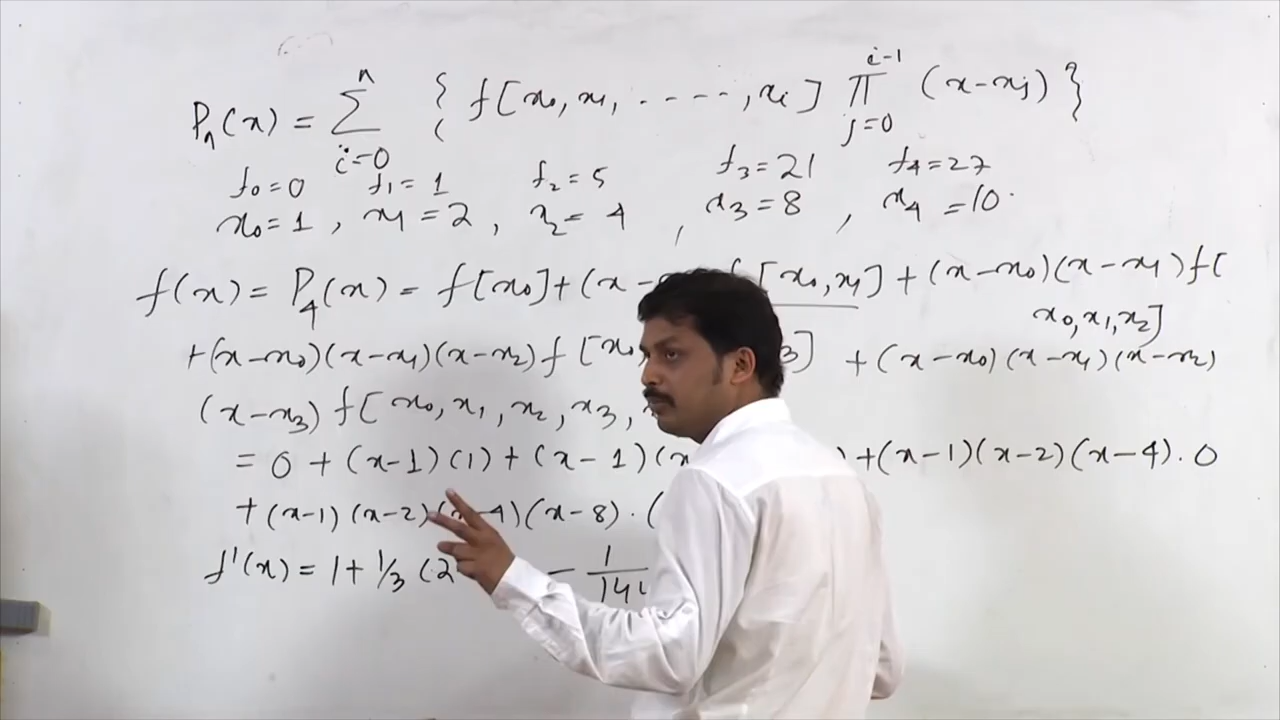 Pₙ(x) = Σ_{i=0}^{n} { f[x₀, x₁, ....., xᵢ] Π_{j=0}^{i-1} (x-xⱼ) }
f₀=0 f₁=1 f₂=5 f₃=21 f₄=27
x₀=1, x₁=2, x₂=4, x₃=8, x₄=10.
f(x) = P₄(x) = f[x₀]+(x- [x₀,x₁] +(x-x₀)(x-x₁)f[
x₀,x₁,x₂]
+(x-x₀)(x-x₁)(x-x₂)f[x₀ 3] +(x-x₀)(x-x₁)(x-x₂)
(x-x₃) f[x₀, x₁, x₂, x₃,
= 0 + (x-1)(1) + (x-1)(x )+(x-1)(x-2)(x-4).0
+(x-1)(x-2)(x-4)(x-8).(
f'(x) = 1+ 1/3 (2 - 1/144